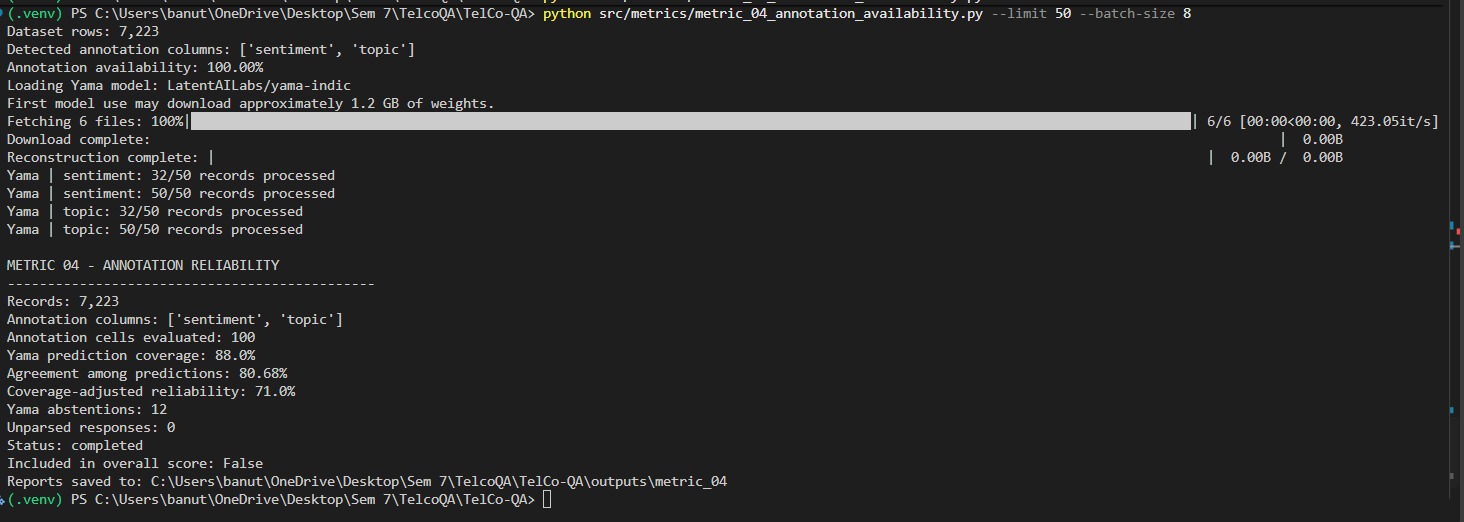 (.venv) PS C:\Users\banut\OneDrive\Desktop\Sem 7\TelcoQA\TelCo-QA> python src/metrics/metric_04_annotation_availability.py --limit 50 --batch-size 8
Dataset rows: 7,223
Detected annotation columns: ['sentiment', 'topic']
Annotation availability: 100.00%
Loading Yama model: LatentAILabs/yama-indic
First model use may download approximately 1.2 GB of weights.
Fetching 6 files: 100%| | 6/6 [00:00<00:00, 423.05it/s]
Download complete: | 0.00B
Reconstruction complete: | | 0.00B / 0.00B
Yama | sentiment: 32/50 records processed
Yama | sentiment: 50/50 records processed
Yama | topic: 32/50 records processed
Yama | topic: 50/50 records processed
METRIC 04 - ANNOTATION RELIABILITY
----------------------------------------------
Records: 7,223
Annotation columns: ['sentiment', 'topic']
Annotation cells evaluated: 100
Yama prediction coverage: 88.0%
Agreement among predictions: 80.68%
Coverage-adjusted reliability: 71.0%
Yama abstentions: 12
Unparsed responses: 0
Status: completed
Included in overall score: False
Reports saved to: C:\Users\banut\OneDrive\Desktop\Sem 7\TelcoQA\TelCo-QA\outputs\metric_04
(.venv) PS C:\Users\banut\OneDrive\Desktop\Sem 7\TelcoQA\TelCo-QA>